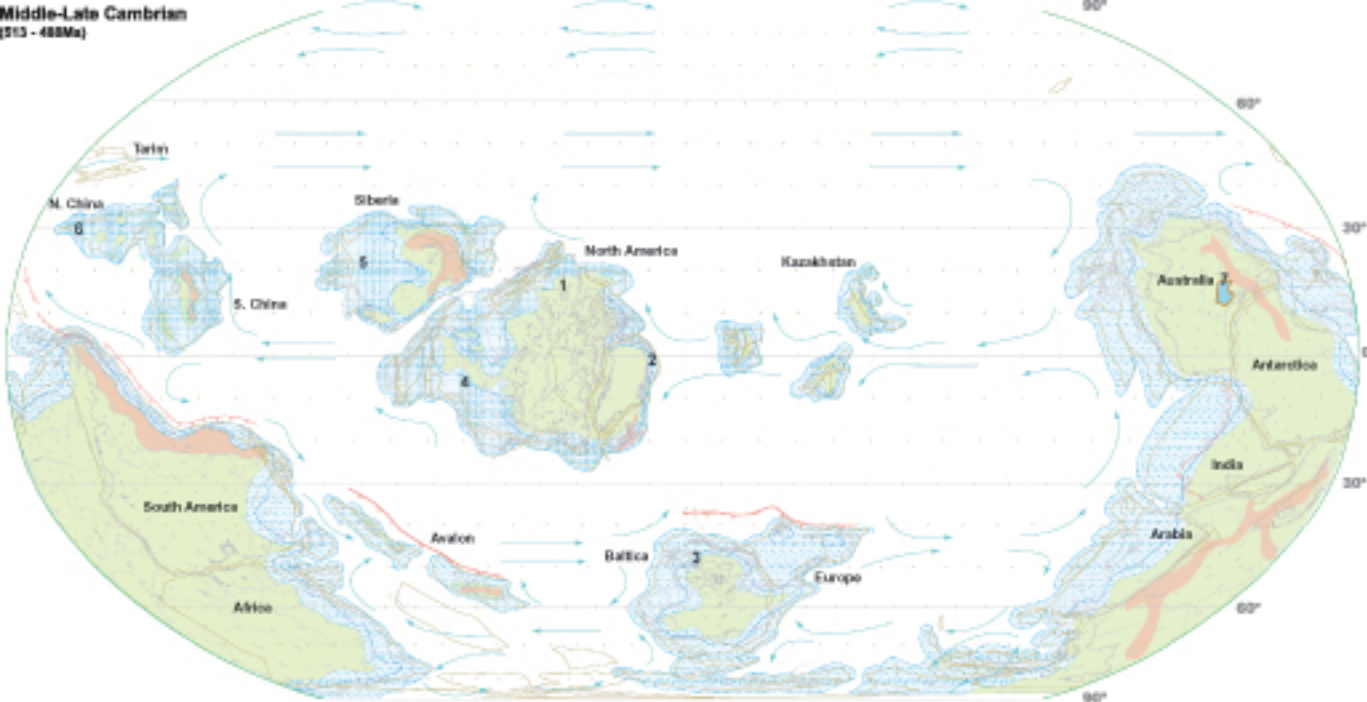 Middle-Late Cambrian
(513 - 488Ma)
90°
60°
Tarim
N. China
6
Siberia
5
30°
North America
1
Kazakhstan
Australia
7
S. China
2
0
4
Antarctica
India
30°
South America
Avalon
Arabia
Baltica
3
Europe
Africa
60°
90°